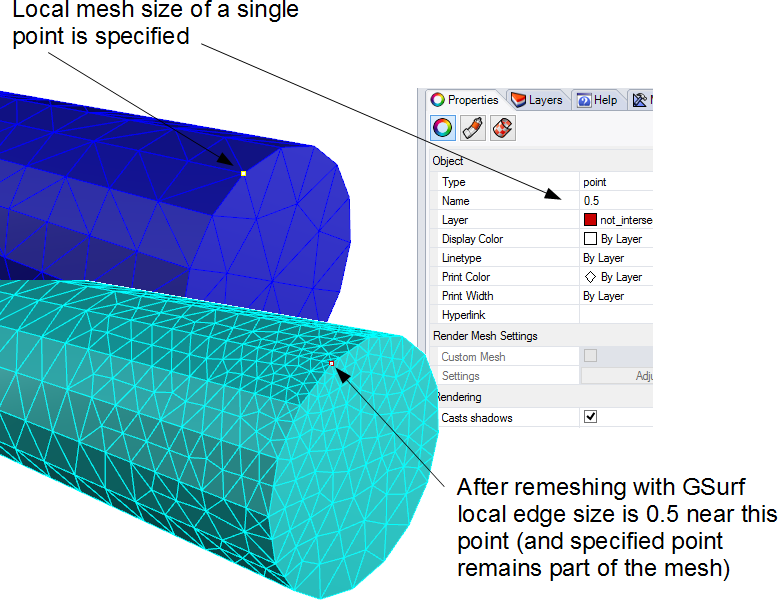 Local mesh size of a single
point is specified
Properties Layers Help
Object
Type point
Name 0.5
Layer not_interse
Display Color By Layer
Linetype By Layer
Print Color By Layer
Print Width By Layer
Hyperlink
Render Mesh Settings
Custom Mesh
Settings Adju
Rendering
Casts shadows
After remeshing with GSurf
local edge size is 0.5 near this
point (and specified point
remains part of the mesh)